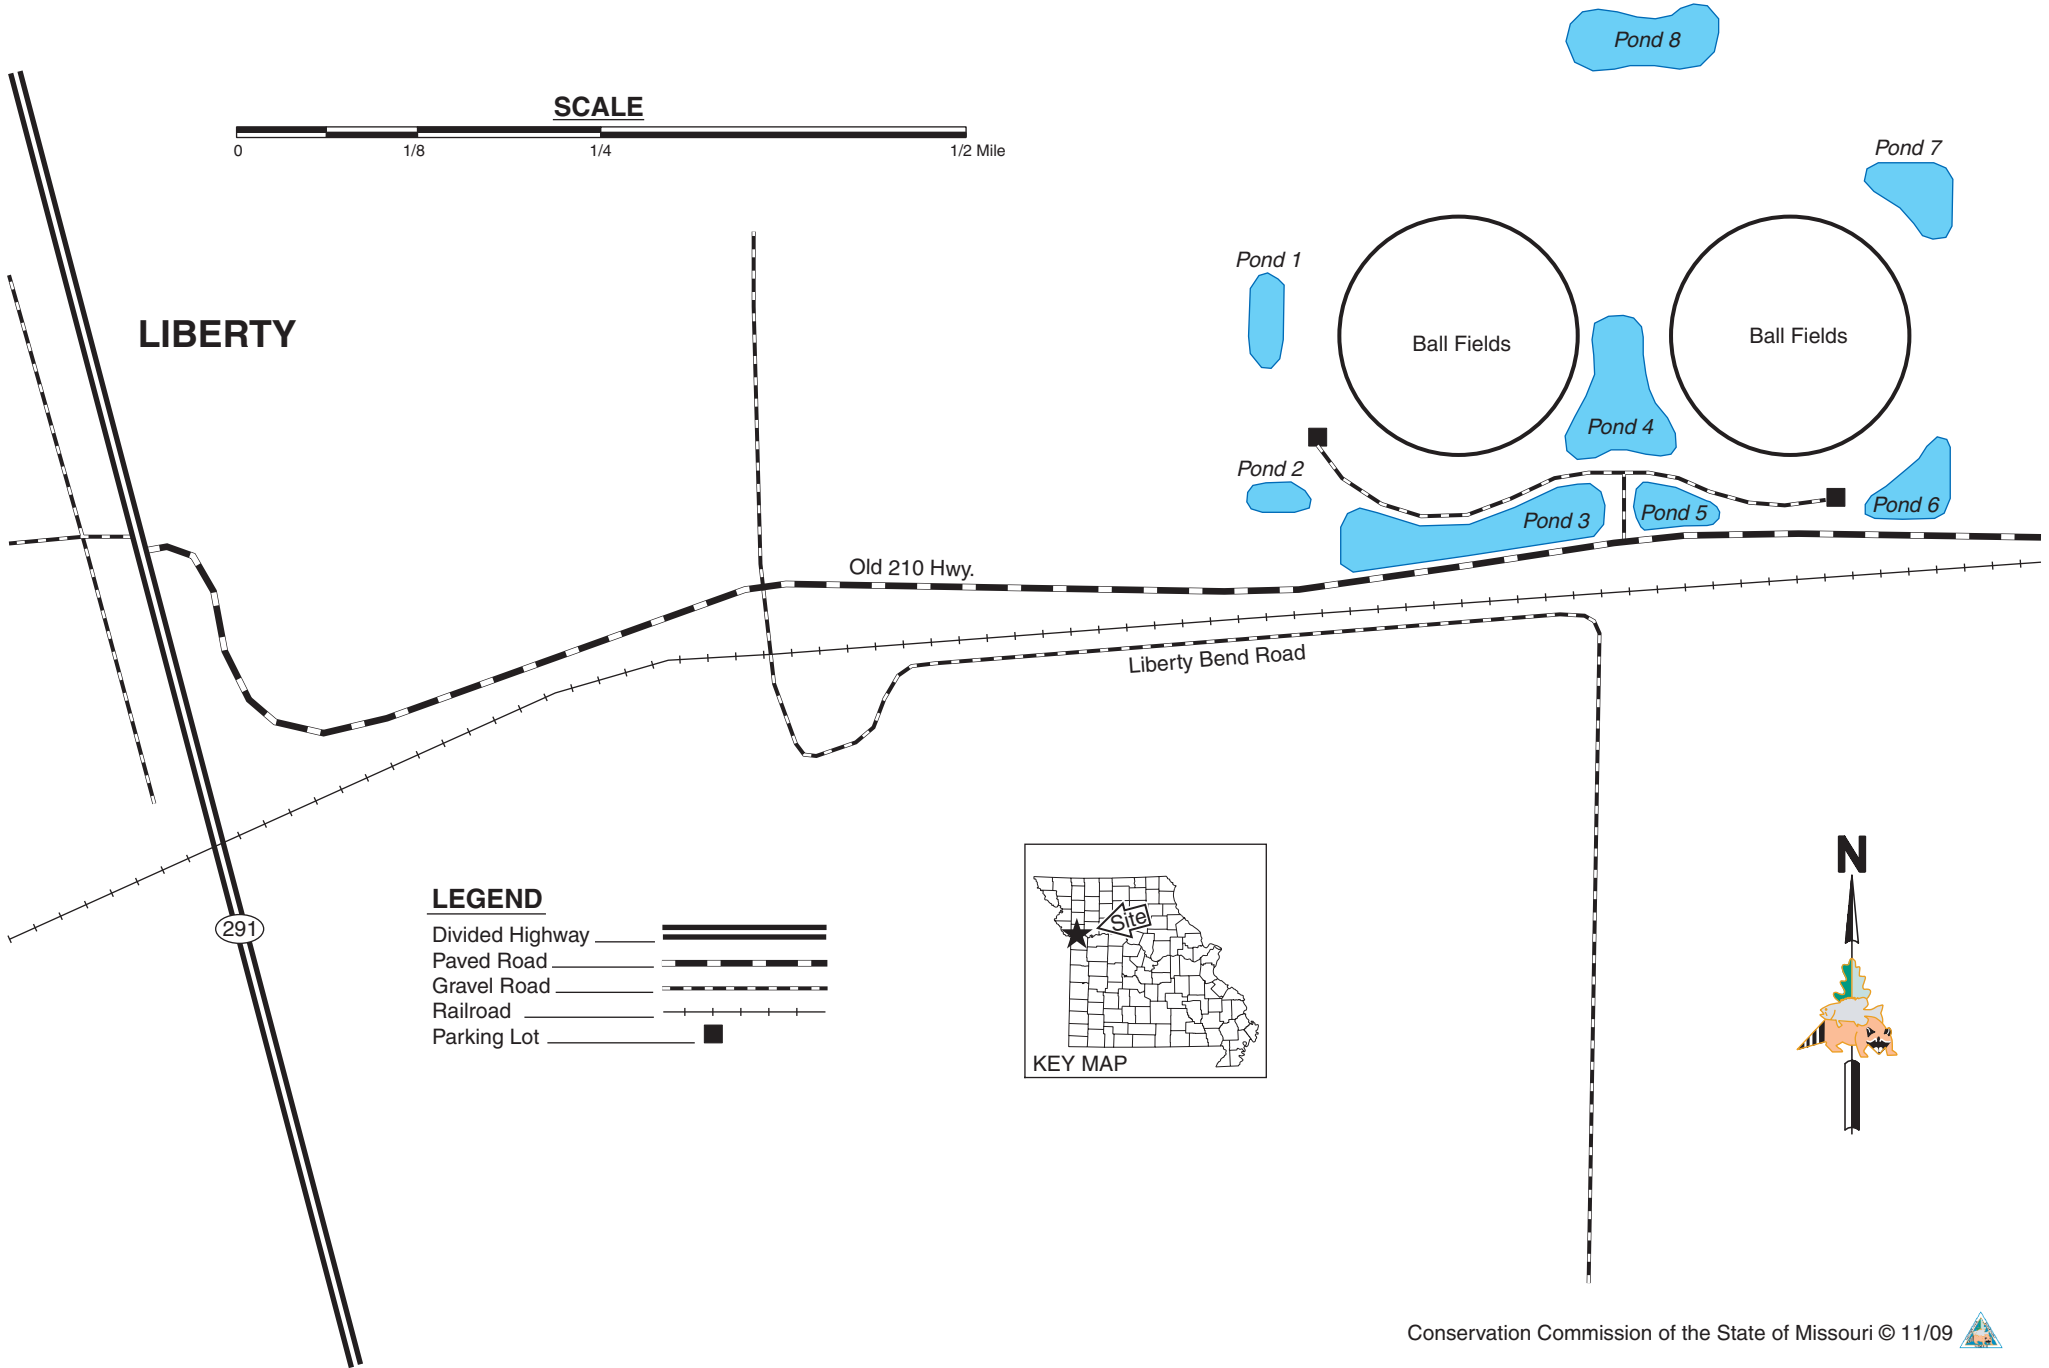 Pond 8
SCALE
0 1/8 1/4 1/2 Mile
Pond 7
Pond 1
LIBERTY
Ball Fields
Ball Fields
Pond 4
Pond 2
Pond 3
Pond 5
Pond 6
Old 210 Hwy.
Liberty Bend Road
N
LEGEND
Divided Highway
Paved Road
Gravel Road
Railroad
Parking Lot
291
Site
KEY MAP
Conservation Commission of the State of Missouri © 11/09